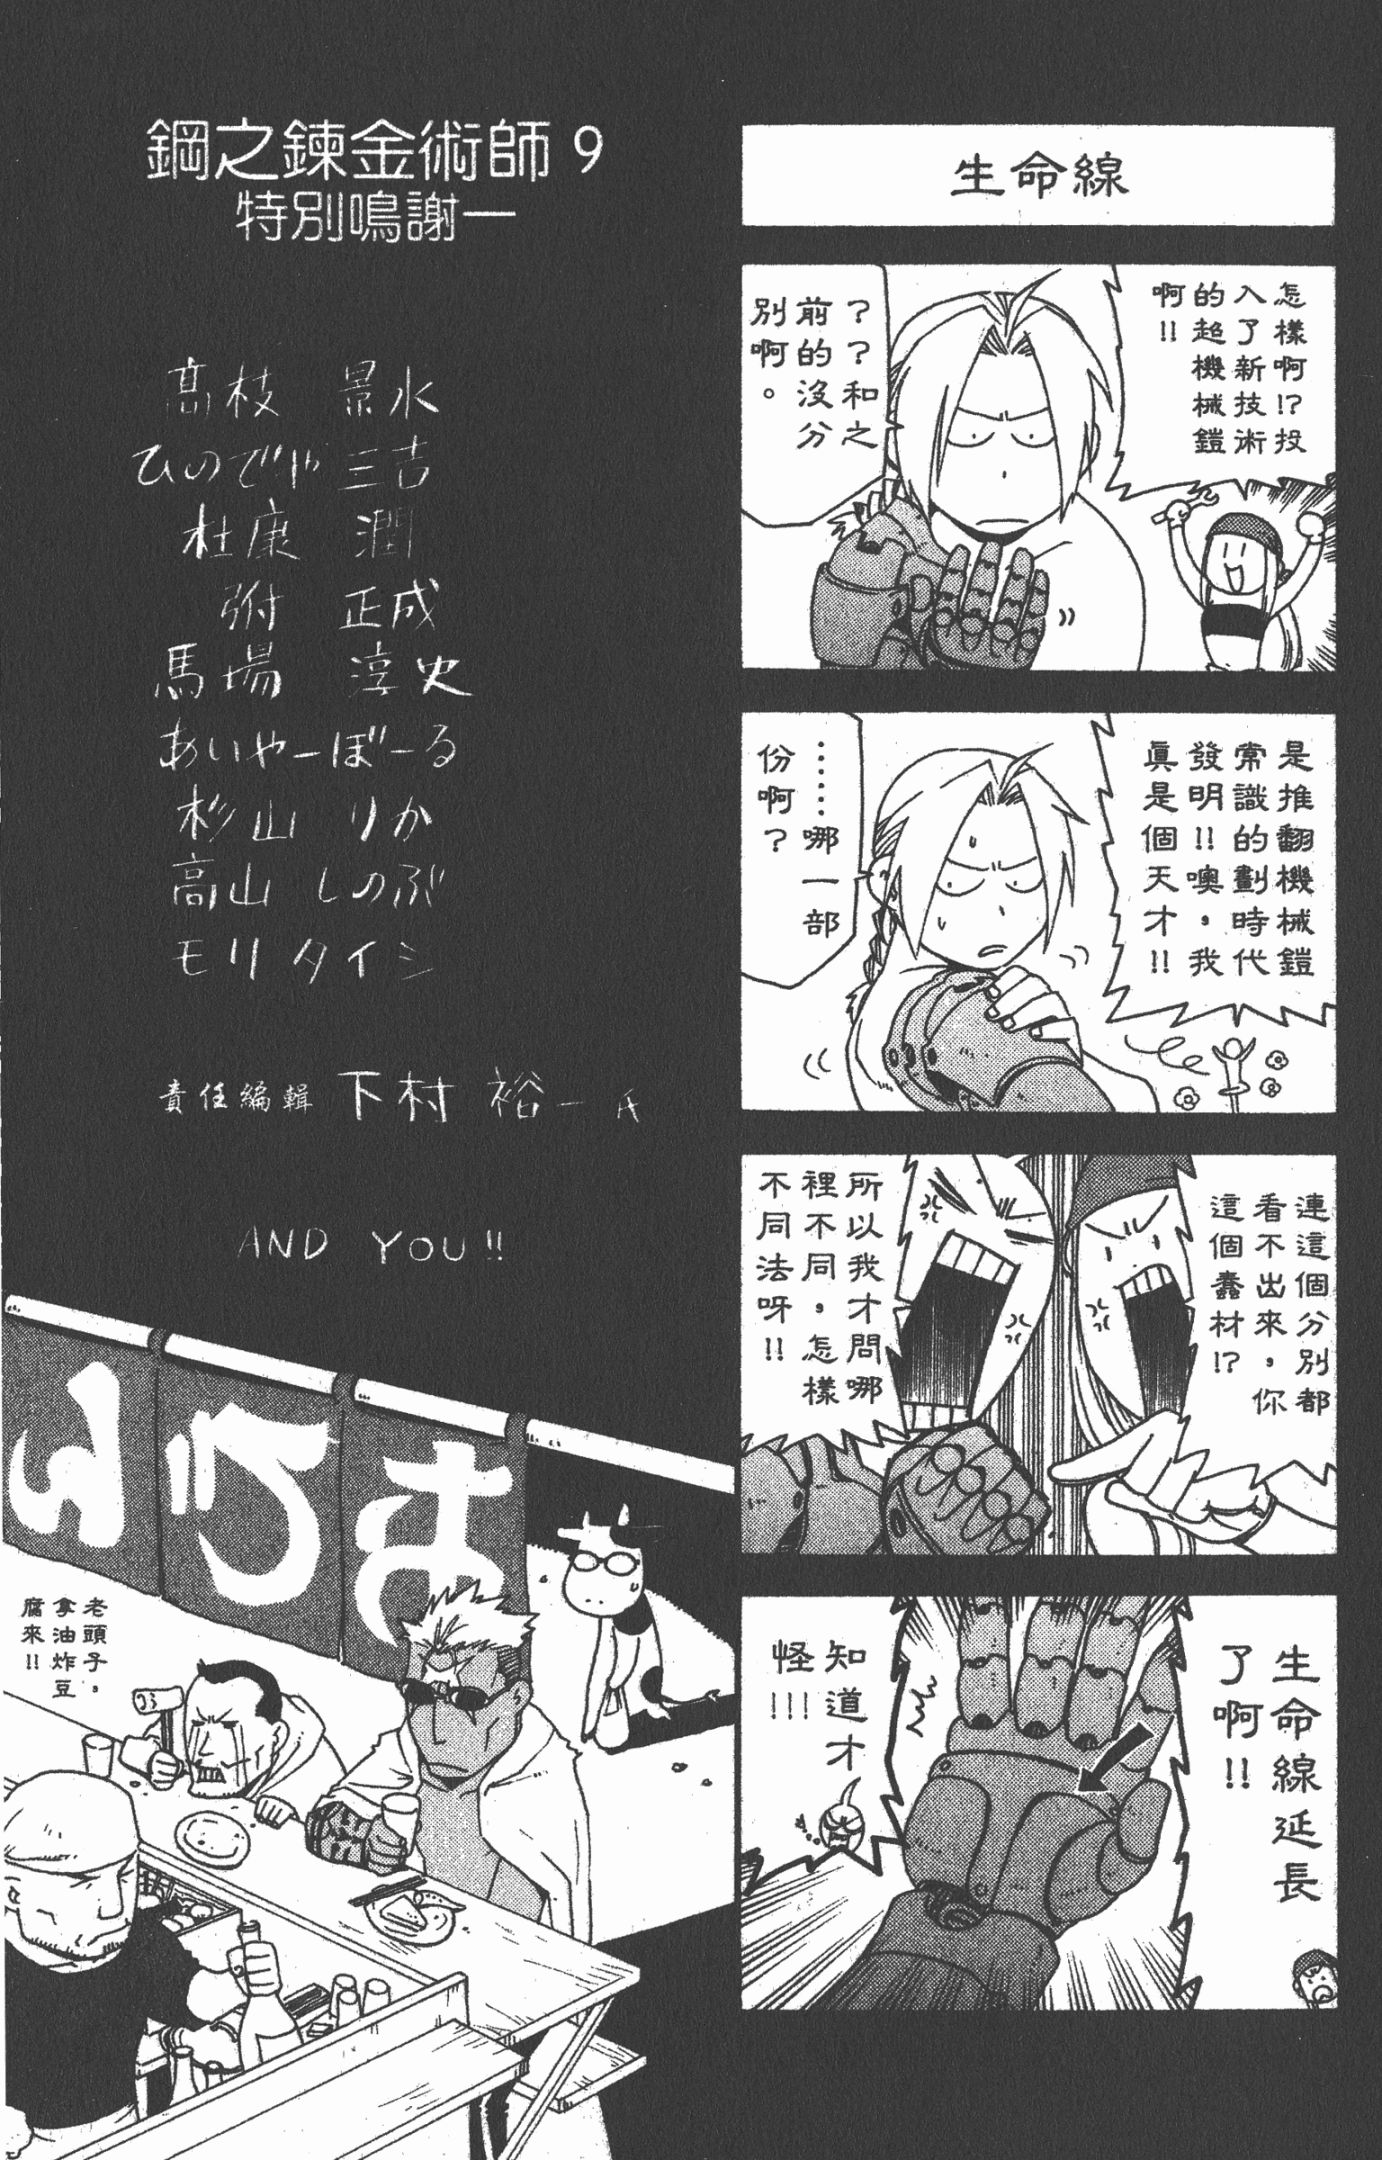 生命線
怎樣啊!?投
入了新技術
的超機械鎧
啊!!
??和之
前的沒分
別啊。
是推翻機械鎧
常識的劃時代
發明!!噢，我
真是個天才!!
……哪一部
份啊?
連這個分別都
看不出來，你
這個蠢材!?
所以我才問哪
裡不同，怎樣
不同法呀!!
生命線延長
了啊!!
知道才
怪!!!
鋼之鍊金術師 9
特別鳴謝—
高枝 景水
ひのでや 三吉
杜康 潤
馬場 淳史
あいやーぼーる
杉山 りか
高山 しのぶ
モリ タイシ
責任編輯 下村 裕一 氏
AND YOU!!
老頭子，
拿油炸豆
腐來!!